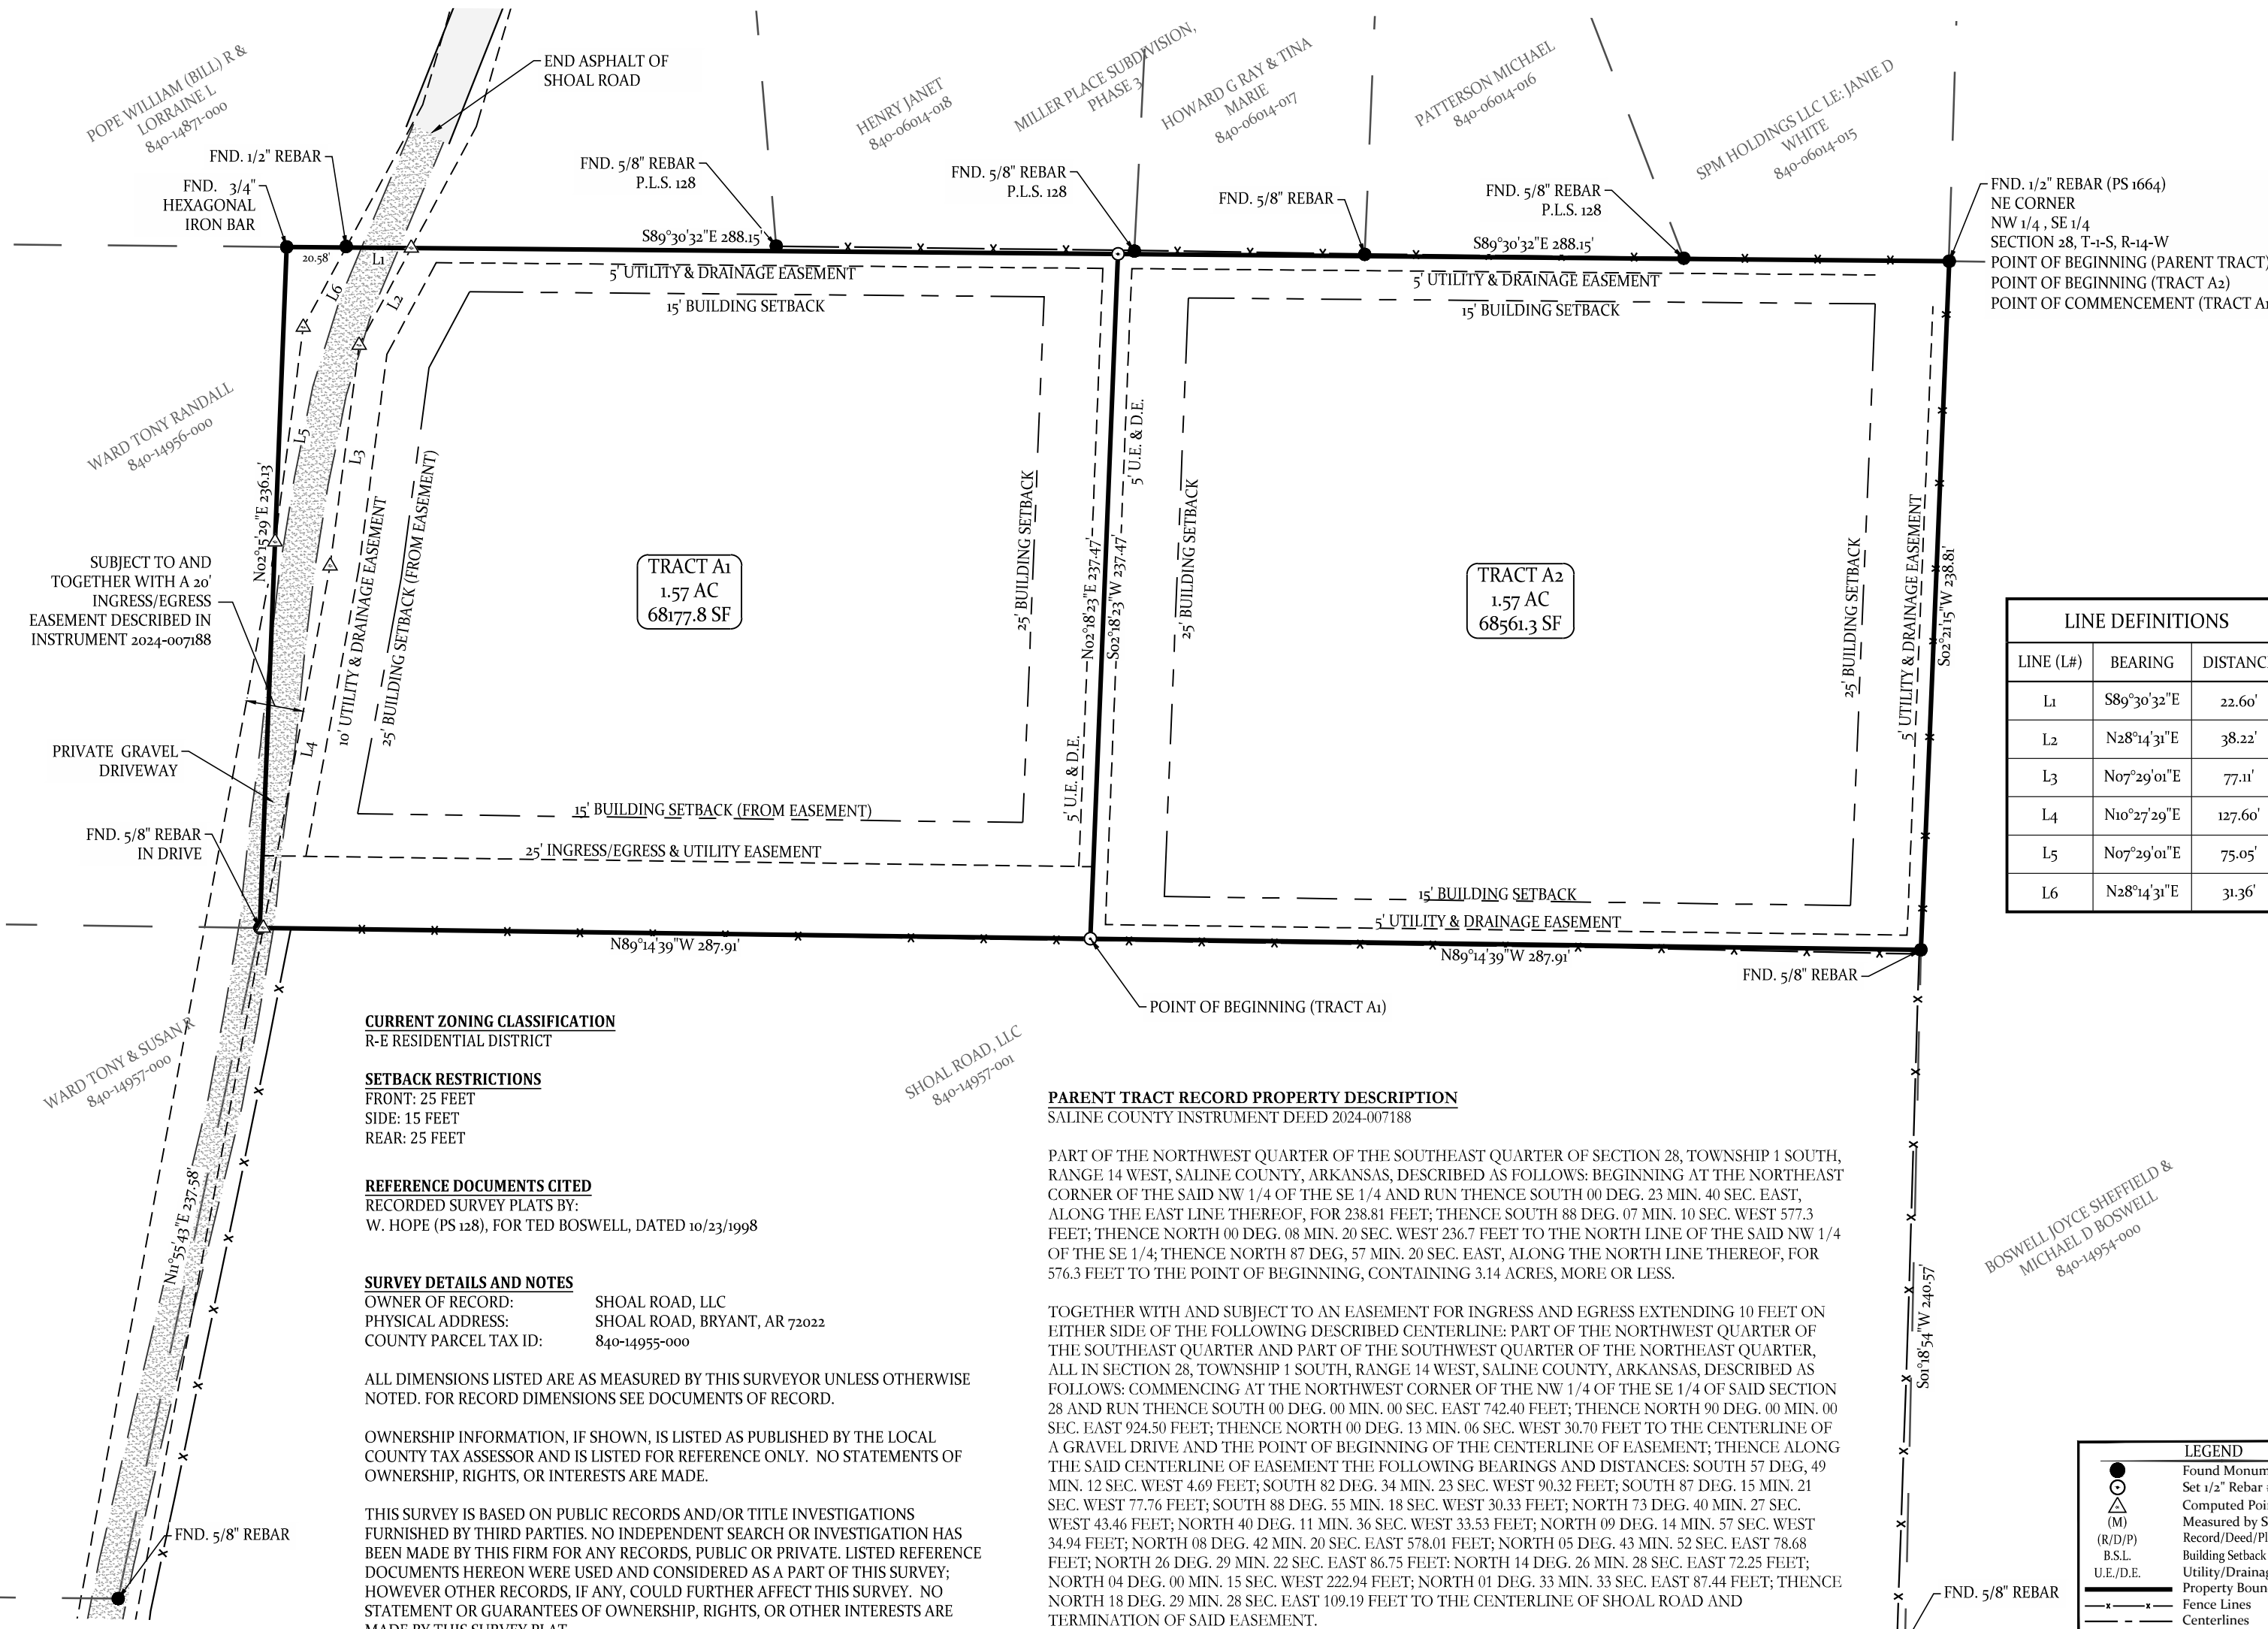 END ASPHALT OF
SHOAL ROAD
POPE WILLIAM (BILL) R &
LORRAINE L
840-14871-000
HENRY JANET
840-06014-018
MILLER PLACE SUBDIVISION,
PHASE 3
HOWARD G RAY & TINA
MARIE
840-06014-017
PATTERSON MICHAEL
840-06014-016
SPM HOLDINGS LLC LE: JANIE D
WHITE
840-06014-015
FND. 1/2" REBAR
FND. 3/4"
HEXAGONAL
IRON BAR
FND. 5/8" REBAR
P.L.S. 128
FND. 5/8" REBAR
P.L.S. 128
FND. 5/8" REBAR
FND. 5/8" REBAR
P.L.S. 128
FND. 1/2" REBAR (PS 1664)
NE CORNER
NW 1/4 , SE 1/4
SECTION 28, T-1-S, R-14-W
POINT OF BEGINNING (PARENT TRACT)
POINT OF BEGINNING (TRACT A2)
POINT OF COMMENCEMENT (TRACT A1
20.58'
L1
S89°30'32"E 288.15'
S89°30'32"E 288.15'
5' UTILITY & DRAINAGE EASEMENT
15' BUILDING SETBACK
5' UTILITY & DRAINAGE EASEMENT
15' BUILDING SETBACK
L6
L2
L5
L3
L4
WARD TONY RANDALL
840-14956-000
N02°15'29"E 236.13'
10' UTILITY & DRAINAGE EASEMENT
25' BUILDING SETBACK (FROM EASEMENT)
TRACT A1
1.57 AC
68177.8 SF
25' BUILDING SETBACK
N02°18'23"E 237.47'
S02°18'23"W 237.47'
5' U.E. & D.E.
5' U.E. & D.E.
25' BUILDING SETBACK
TRACT A2
1.57 AC
68561.3 SF
25' BUILDING SETBACK
5' UTILITY & DRAINAGE EASEMENT
S02°21'15"W 238.81'
SUBJECT TO AND
TOGETHER WITH A 20'
INGRESS/EGRESS
EASEMENT DESCRIBED IN
INSTRUMENT 2024-007188
PRIVATE GRAVEL
DRIVEWAY
FND. 5/8" REBAR
IN DRIVE
15' BUILDING SETBACK (FROM EASEMENT)
25' INGRESS/EGRESS & UTILITY EASEMENT
15' BUILDING SETBACK
5' UTILITY & DRAINAGE EASEMENT
N89°14'39"W 287.91'
N89°14'39"W 287.91'
FND. 5/8" REBAR
POINT OF BEGINNING (TRACT A1)
LINE DEFINITIONS
LINE (L#) BEARING DISTANC
L1 S89°30'32"E 22.60'
L2 N28°14'31"E 38.22'
L3 N07°29'01"E 77.11'
L4 N10°27'29"E 127.60'
L5 N07°29'01"E 75.05'
L6 N28°14'31"E 31.36'
WARD TONY & SUSAN R
840-14957-000
SHOAL ROAD, LLC
840-14957-001
BOSWELL JOYCE SHEFFIELD &
MICHAEL D BOSWELL
840-14954-000
N11°55'43"E 237.58'
S01°18'54"W 240.57'
FND. 5/8" REBAR
FND. 5/8" REBAR
CURRENT ZONING CLASSIFICATION
R-E RESIDENTIAL DISTRICT
SETBACK RESTRICTIONS
FRONT: 25 FEET
SIDE: 15 FEET
REAR: 25 FEET
REFERENCE DOCUMENTS CITED
RECORDED SURVEY PLATS BY:
W. HOPE (PS 128), FOR TED BOSWELL, DATED 10/23/1998
SURVEY DETAILS AND NOTES
OWNER OF RECORD: SHOAL ROAD, LLC
PHYSICAL ADDRESS: SHOAL ROAD, BRYANT, AR 72022
COUNTY PARCEL TAX ID: 840-14955-000
ALL DIMENSIONS LISTED ARE AS MEASURED BY THIS SURVEYOR UNLESS OTHERWISE
NOTED. FOR RECORD DIMENSIONS SEE DOCUMENTS OF RECORD.
OWNERSHIP INFORMATION, IF SHOWN, IS LISTED AS PUBLISHED BY THE LOCAL
COUNTY TAX ASSESSOR AND IS LISTED FOR REFERENCE ONLY. NO STATEMENTS OF
OWNERSHIP, RIGHTS, OR INTERESTS ARE MADE.
THIS SURVEY IS BASED ON PUBLIC RECORDS AND/OR TITLE INVESTIGATIONS
FURNISHED BY THIRD PARTIES. NO INDEPENDENT SEARCH OR INVESTIGATION HAS
BEEN MADE BY THIS FIRM FOR ANY RECORDS, PUBLIC OR PRIVATE. LISTED REFERENCE
DOCUMENTS HEREON WERE USED AND CONSIDERED AS A PART OF THIS SURVEY;
HOWEVER OTHER RECORDS, IF ANY, COULD FURTHER AFFECT THIS SURVEY. NO
STATEMENT OR GUARANTEES OF OWNERSHIP, RIGHTS, OR OTHER INTERESTS ARE
MADE BY THIS SURVEY PLAT
PARENT TRACT RECORD PROPERTY DESCRIPTION
SALINE COUNTY INSTRUMENT DEED 2024-007188
PART OF THE NORTHWEST QUARTER OF THE SOUTHEAST QUARTER OF SECTION 28, TOWNSHIP 1 SOUTH,
RANGE 14 WEST, SALINE COUNTY, ARKANSAS, DESCRIBED AS FOLLOWS: BEGINNING AT THE NORTHEAST
CORNER OF THE SAID NW 1/4 OF THE SE 1/4 AND RUN THENCE SOUTH 00 DEG. 23 MIN. 40 SEC. EAST,
ALONG THE EAST LINE THEREOF, FOR 238.81 FEET; THENCE SOUTH 88 DEG. 07 MIN. 10 SEC. WEST 577.3
FEET; THENCE NORTH 00 DEG. 08 MIN. 20 SEC. WEST 236.7 FEET TO THE NORTH LINE OF THE SAID NW 1/4
OF THE SE 1/4; THENCE NORTH 87 DEG, 57 MIN. 20 SEC. EAST, ALONG THE NORTH LINE THEREOF, FOR
576.3 FEET TO THE POINT OF BEGINNING, CONTAINING 3.14 ACRES, MORE OR LESS.
TOGETHER WITH AND SUBJECT TO AN EASEMENT FOR INGRESS AND EGRESS EXTENDING 10 FEET ON
EITHER SIDE OF THE FOLLOWING DESCRIBED CENTERLINE: PART OF THE NORTHWEST QUARTER OF
THE SOUTHEAST QUARTER AND PART OF THE SOUTHWEST QUARTER OF THE NORTHEAST QUARTER,
ALL IN SECTION 28, TOWNSHIP 1 SOUTH, RANGE 14 WEST, SALINE COUNTY, ARKANSAS, DESCRIBED AS
FOLLOWS: COMMENCING AT THE NORTHWEST CORNER OF THE NW 1/4 OF THE SE 1/4 OF SAID SECTION
28 AND RUN THENCE SOUTH 00 DEG. 00 MIN. 00 SEC. EAST 742.40 FEET; THENCE NORTH 90 DEG. 00 MIN. 00
SEC. EAST 924.50 FEET; THENCE NORTH 00 DEG. 13 MIN. 06 SEC. WEST 30.70 FEET TO THE CENTERLINE OF
A GRAVEL DRIVE AND THE POINT OF BEGINNING OF THE CENTERLINE OF EASEMENT; THENCE ALONG
THE SAID CENTERLINE OF EASEMENT THE FOLLOWING BEARINGS AND DISTANCES: SOUTH 57 DEG, 49
MIN. 12 SEC. WEST 4.69 FEET; SOUTH 82 DEG. 34 MIN. 23 SEC. WEST 90.32 FEET; SOUTH 87 DEG. 15 MIN. 21
SEC. WEST 77.76 FEET; SOUTH 88 DEG. 55 MIN. 18 SEC. WEST 30.33 FEET; NORTH 73 DEG. 40 MIN. 27 SEC.
WEST 43.46 FEET; NORTH 40 DEG. 11 MIN. 36 SEC. WEST 33.53 FEET; NORTH 09 DEG. 14 MIN. 57 SEC. WEST
34.94 FEET; NORTH 08 DEG. 42 MIN. 20 SEC. EAST 578.01 FEET; NORTH 05 DEG. 43 MIN. 52 SEC. EAST 78.68
FEET; NORTH 26 DEG. 29 MIN. 22 SEC. EAST 86.75 FEET: NORTH 14 DEG. 26 MIN. 28 SEC. EAST 72.25 FEET;
NORTH 04 DEG. 00 MIN. 15 SEC. WEST 222.94 FEET; NORTH 01 DEG. 33 MIN. 33 SEC. EAST 87.44 FEET; THENCE
NORTH 18 DEG. 29 MIN. 28 SEC. EAST 109.19 FEET TO THE CENTERLINE OF SHOAL ROAD AND
TERMINATION OF SAID EASEMENT.
LEGEND
Found Monum
Set 1/2" Rebar
Computed Poi
(M) Measured by S
(R/D/P) Record/Deed/Pl
B.S.L. Building Setback
U.E./D.E. Utility/Drainag
Property Boun
Fence Lines
Centerlines